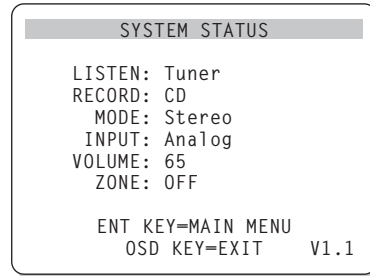 SYSTEM STATUS
LISTEN: Tuner
RECORD: CD
MODE: Stereo
INPUT: Analog
VOLUME: 65
ZONE: OFF
ENT KEY=MAIN MENU
OSD KEY=EXIT V1.1